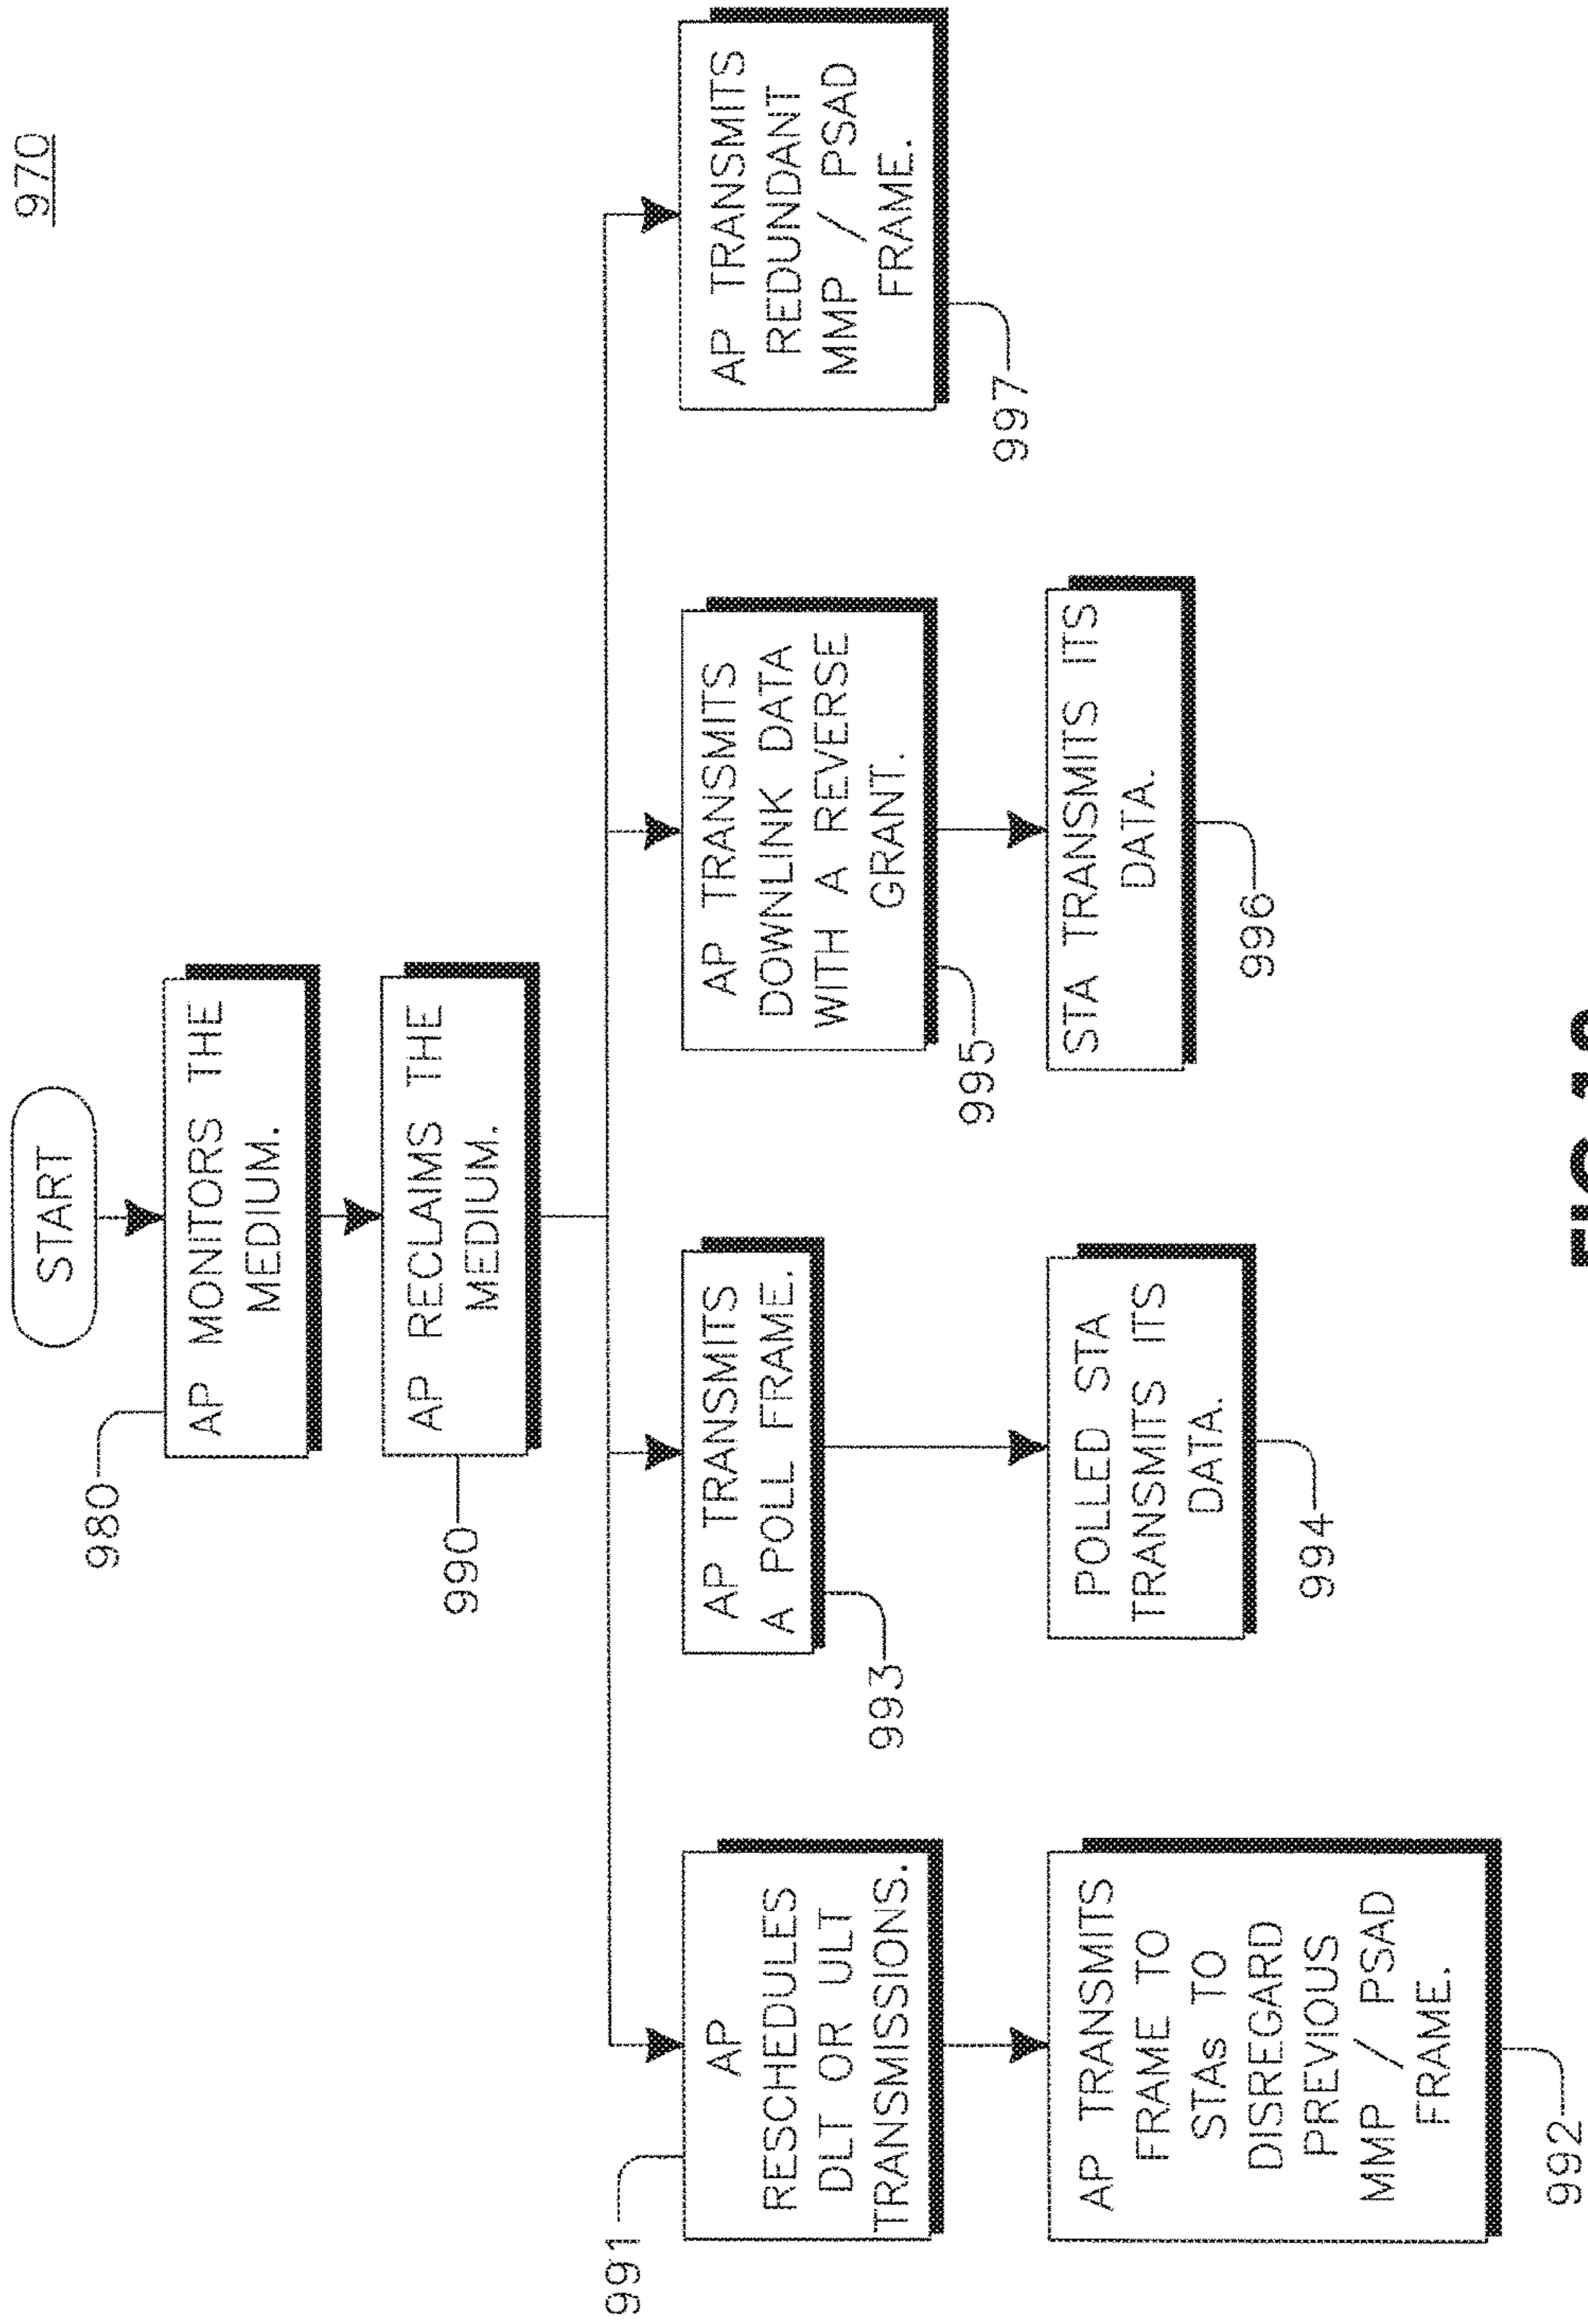 970
START
980
AP MONITORS THE
MEDIUM.
990
AP RECLAIMS THE
MEDIUM.
991
AP
RESCHEDULES
DLT OR ULT
TRANSMISSIONS.
AP TRANSMITS
FRAME TO
STAs TO
DISREGARD
PREVIOUS
MMP / PSAD
FRAME.
992
AP TRANSMITS
A POLL FRAME.
993
POLLED STA
TRANSMITS ITS
DATA.
994
AP TRANSMITS
DOWNLINK DATA
WITH A REVERSE
GRANT.
995
STA TRANSMITS ITS
DATA.
996
AP TRANSMITS
REDUNDANT
MMP / PSAD
FRAME.
997